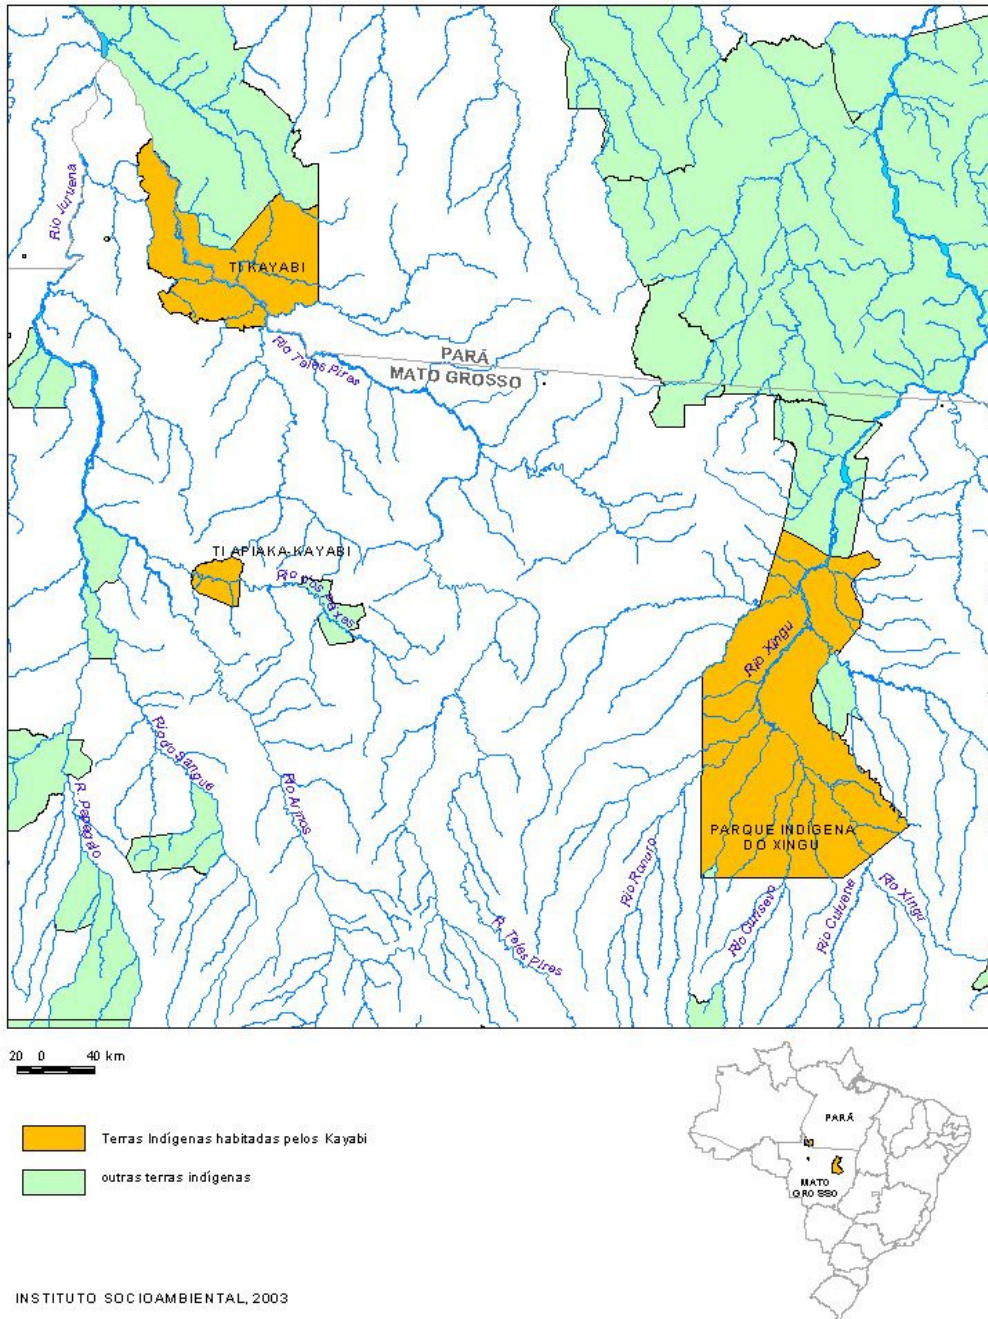 Rio Juruena
TI KAYABI
Rio Teles Pires
PARÁ
MATO GROSSO
TI APIAKA-KAYABI
Rio dos Peixes
Rio Xingu
Rio do Sangue
R. Papagaio
Rio Arinos
PARQUE INDÍGENA
DO XINGU
Rio Ronuro
Rio Curisevo
Rio Culuene
Rio Xingu
R. Teles Pires
20 0 40 km
Terras Indígenas habitadas pelos Kayabi
outras terras indígenas
PARÁ
MATO
GROSSO
INSTITUTO SOCIOAMBIENTAL, 2003